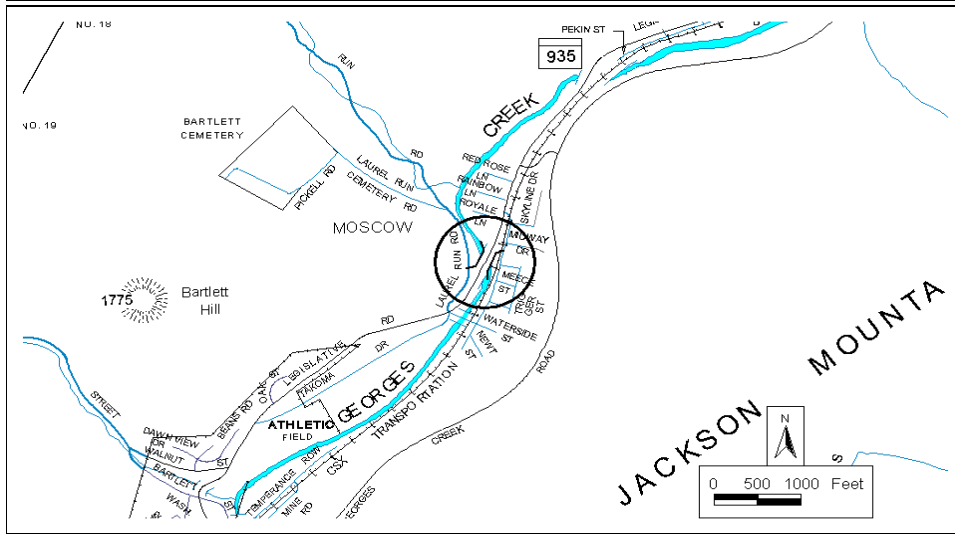 NO. 18
NO. 19
PEKIN ST
935
CREEK
BARTLETT
CEMETERY
RUN
RD
LAUREL RUN
CEMETERY RD
PICKELL RD
RED ROSE
LN
RAINBOW
LN
ROYALE
LN
SKYLINE DR
MOSCOW
MIDWAY
DR
LAUREL RUN RD
ST
ST
WATERSIDE
ST
NEWT
ST
1775
Bartlett
Hill
RD
LEGISLATIVE
DR
TAKOMA
OAK ST
BEANS RD
GEORGES
TRANSPORTATION
CSX
ROAD
CREEK
ATHLETIC
FIELD
STREET
DAWN VIEW
DR
WALNUT ST
BARTLETT
ST
WASH
TEMPERANCE ROW
MINE RD
EORGES
JACKSON MOUNTA
S
N
0 500 1000 Feet